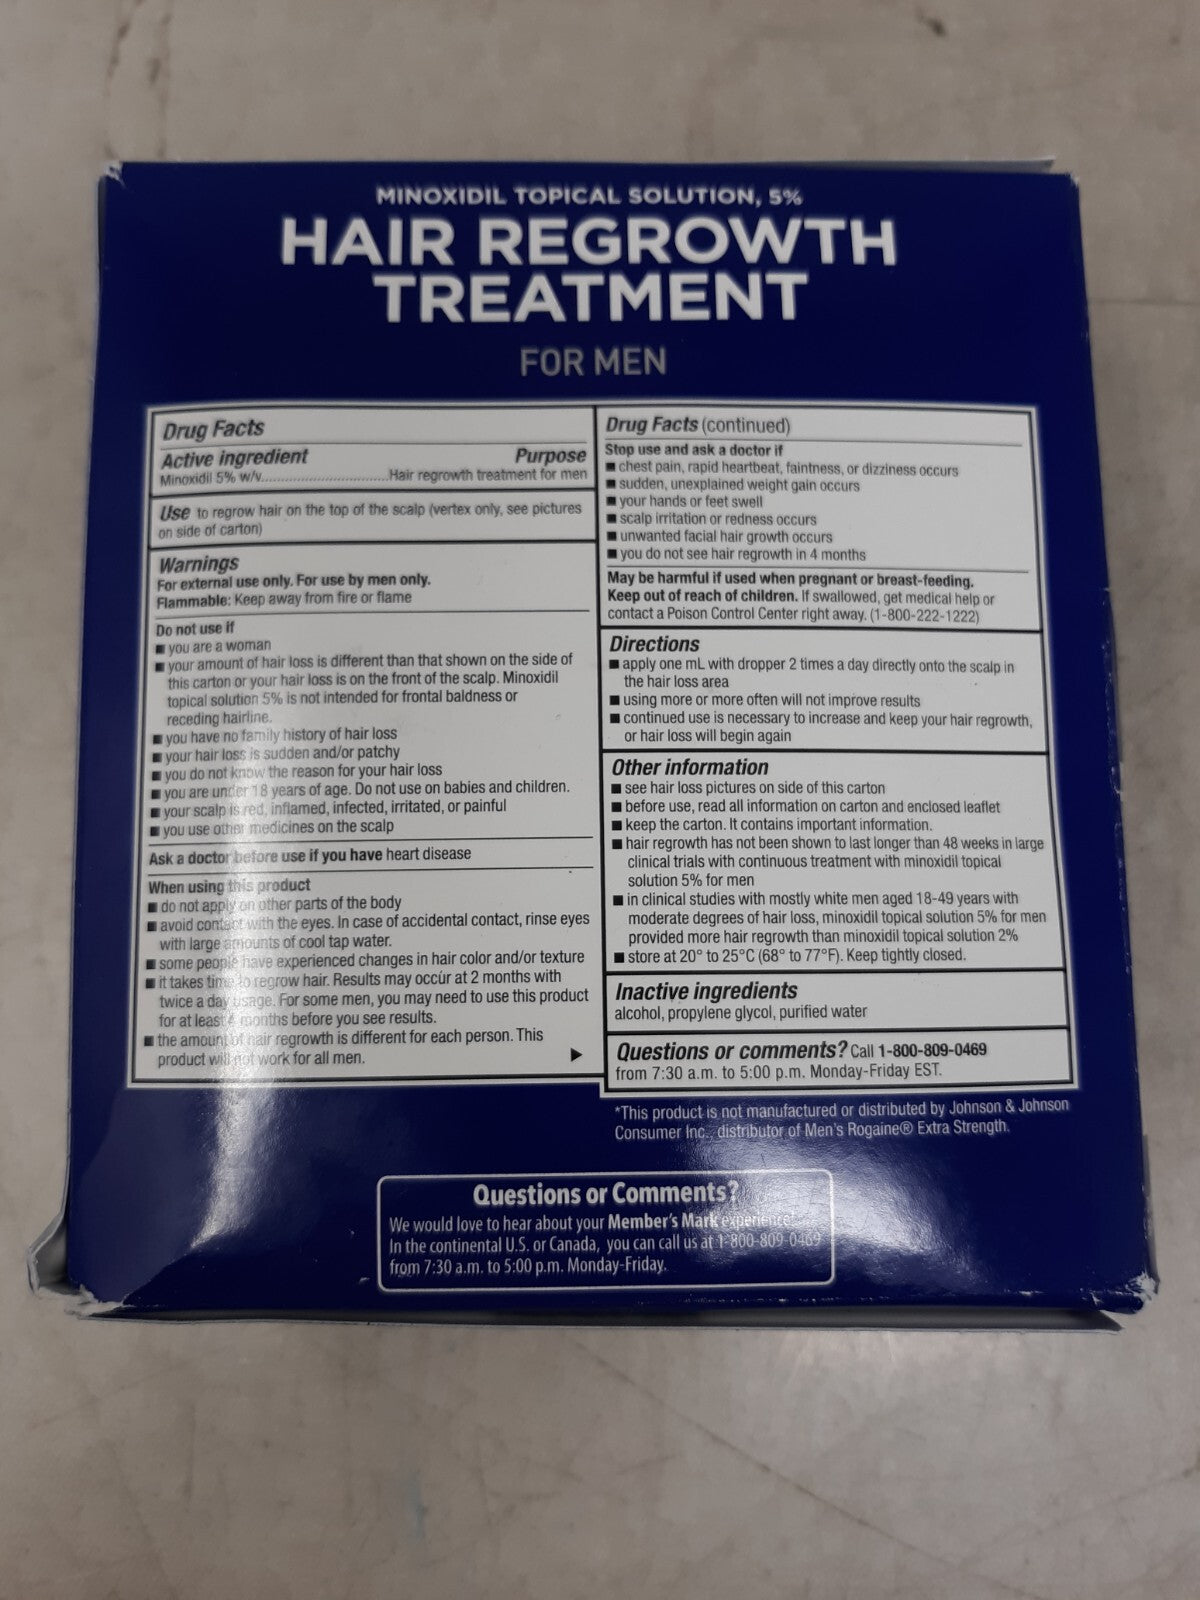 MINOXIDIL TOPICAL SOLUTION, 5%
HAIR REGROWTH
TREATMENT
FOR MEN
Drug Facts
Active ingredient Purpose
Minoxidil 5% w/v................................Hair regrowth treatment for men
Use to regrow hair on the top of the scalp (vertex only, see pictures
on side of carton)
Warnings
For external use only. For use by men only.
Flammable: Keep away from fire or flame
Do not use if
■ you are a woman
■ your amount of hair loss is different than that shown on the side of
this carton or your hair loss is on the front of the scalp. Minoxidil
topical solution 5% is not intended for frontal baldness or
receding hairline.
■ you have no family history of hair loss
■ your hair loss is sudden and/or patchy
■ you do not know the reason for your hair loss
■ you are under 18 years of age. Do not use on babies and children.
■ your scalp is red, inflamed, infected, irritated, or painful
■ you use other medicines on the scalp
Ask a doctor before use if you have heart disease
When using this product
■ do not apply on other parts of the body
■ avoid contact with the eyes. In case of accidental contact, rinse eyes
with large amounts of cool tap water.
■ some people have experienced changes in hair color and/or texture
■ it takes time to regrow hair. Results may occur at 2 months with
twice a day usage. For some men, you may need to use this product
for at least 4 months before you see results.
■ the amount of hair regrowth is different for each person. This
product will not work for all men.
Drug Facts (continued)
Stop use and ask a doctor if
■ chest pain, rapid heartbeat, faintness, or dizziness occurs
■ sudden, unexplained weight gain occurs
■ your hands or feet swell
■ scalp irritation or redness occurs
■ unwanted facial hair growth occurs
■ you do not see hair regrowth in 4 months
May be harmful if used when pregnant or breast-feeding.
Keep out of reach of children. If swallowed, get medical help or
contact a Poison Control Center right away. (1-800-222-1222)
Directions
■ apply one mL with dropper 2 times a day directly onto the scalp in
the hair loss area
■ using more or more often will not improve results
■ continued use is necessary to increase and keep your hair regrowth,
or hair loss will begin again
Other information
■ see hair loss pictures on side of this carton
■ before use, read all information on carton and enclosed leaflet
■ keep the carton. It contains important information.
■ hair regrowth has not been shown to last longer than 48 weeks in large
clinical trials with continuous treatment with minoxidil topical
solution 5% for men
■ in clinical studies with mostly white men aged 18-49 years with
moderate degrees of hair loss, minoxidil topical solution 5% for men
provided more hair regrowth than minoxidil topical solution 2%
■ store at 20° to 25°C (68° to 77°F). Keep tightly closed.
Inactive ingredients
alcohol, propylene glycol, purified water
Questions or comments? Call 1-800-809-0469
from 7:30 a.m. to 5:00 p.m. Monday-Friday EST.
*This product is not manufactured or distributed by Johnson & Johnson
Consumer Inc., distributor of Men's Rogaine® Extra Strength.
Questions or Comments?
We would love to hear about your Member's Mark experience!
In the continental U.S. or Canada, you can call us at 1-800-809-0469
from 7:30 a.m. to 5:00 p.m. Monday-Friday.